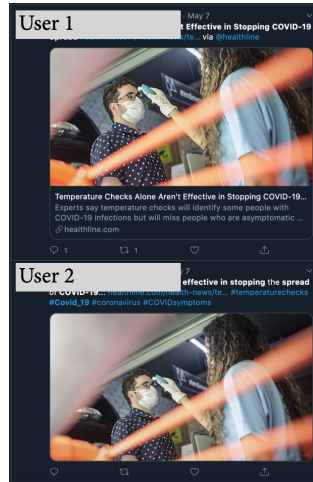 User 1
· May 7
t Effective in Stopping COVID-19
via @healthline
Temperature Checks Alone Aren't Effective in Stopping COVID-19...
Experts say temperature checks will identify some people with
COVID-19 infections but will miss people who are asymptomatic ...
healthline.com
1 1
User 2
7
effective in stopping the spread
of COVID-19... healthline.com/health-news/te... #temperaturechecks
#Covid_19 #coronavirus #COVIDsymptoms